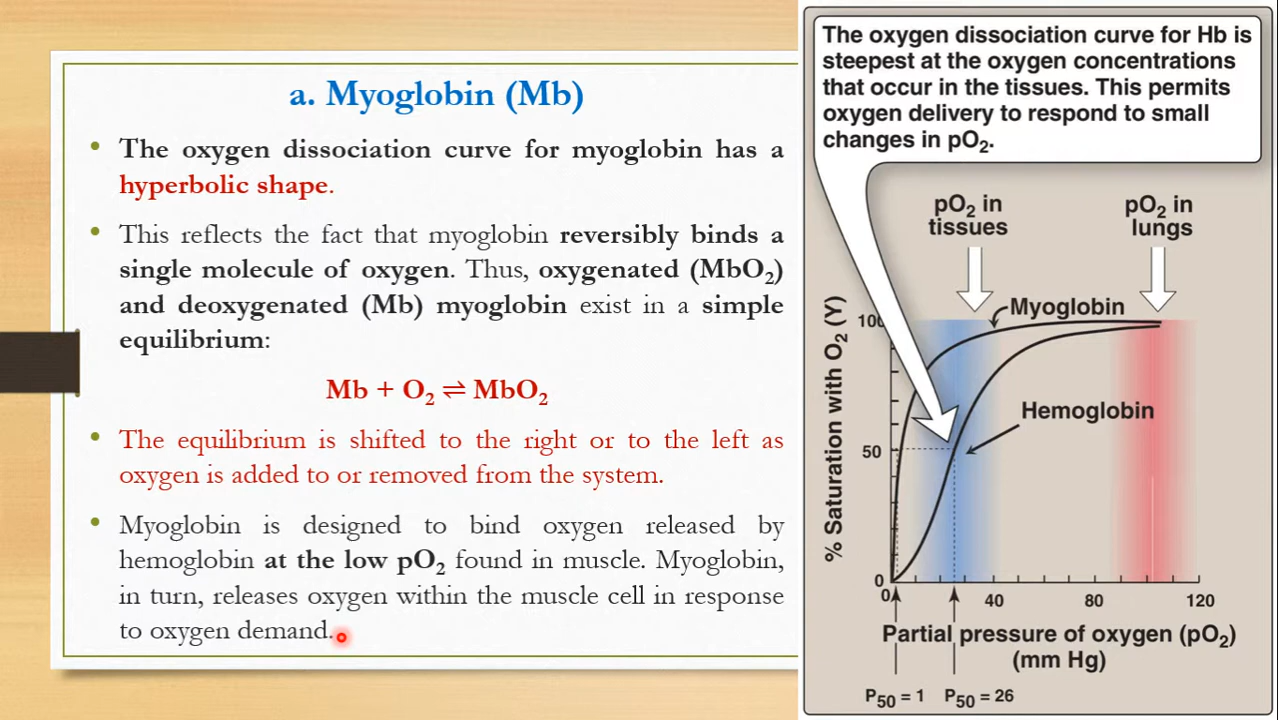 a. Myoglobin (Mb)
• The oxygen dissociation curve for myoglobin has a
hyperbolic shape.
• This reflects the fact that myoglobin reversibly binds a
single molecule of oxygen. Thus, oxygenated (MbO₂)
and deoxygenated (Mb) myoglobin exist in a simple
equilibrium:
Mb + O₂ ⇌ MbO₂
• The equilibrium is shifted to the right or to the left as
oxygen is added to or removed from the system.
• Myoglobin is designed to bind oxygen released by
hemoglobin at the low pO₂ found in muscle. Myoglobin,
in turn, releases oxygen within the muscle cell in response
to oxygen demand.
The oxygen dissociation curve for Hb is
steepest at the oxygen concentrations
that occur in the tissues. This permits
oxygen delivery to respond to small
changes in pO₂.
pO₂ in
tissues
pO₂ in
lungs
Myoglobin
Hemoglobin
% Saturation with O₂ (Y)
100
50
0
0 40 80 120
Partial pressure of oxygen (pO₂)
(mm Hg)
P₅₀ = 1 P₅₀ = 26